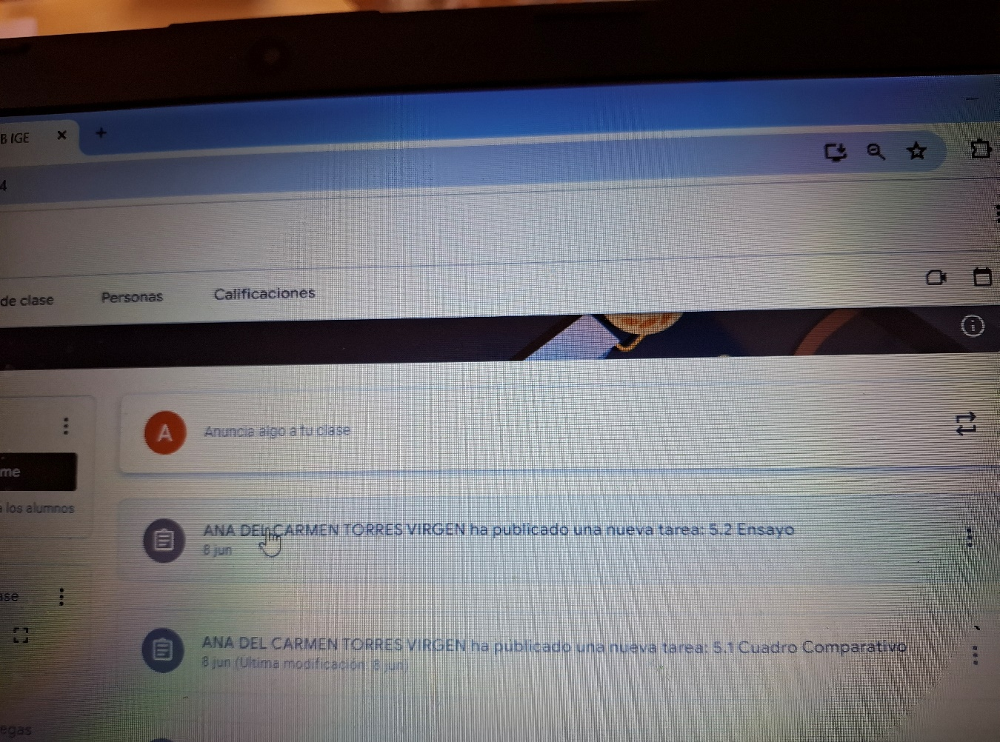 B IGE
4
de clase
Personas
Calificaciones
A
Anuncia algo a tu clase
me
los alumnos
ANA DEL CARMEN TORRES VIRGEN ha publicado una nueva tarea: 5.2 Ensayo
8 jun
ase
ANA DEL CARMEN TORRES VIRGEN ha publicado una nueva tarea: 5.1 Cuadro Comparativo
8 jun (Última modificación: 8 jun)
egas